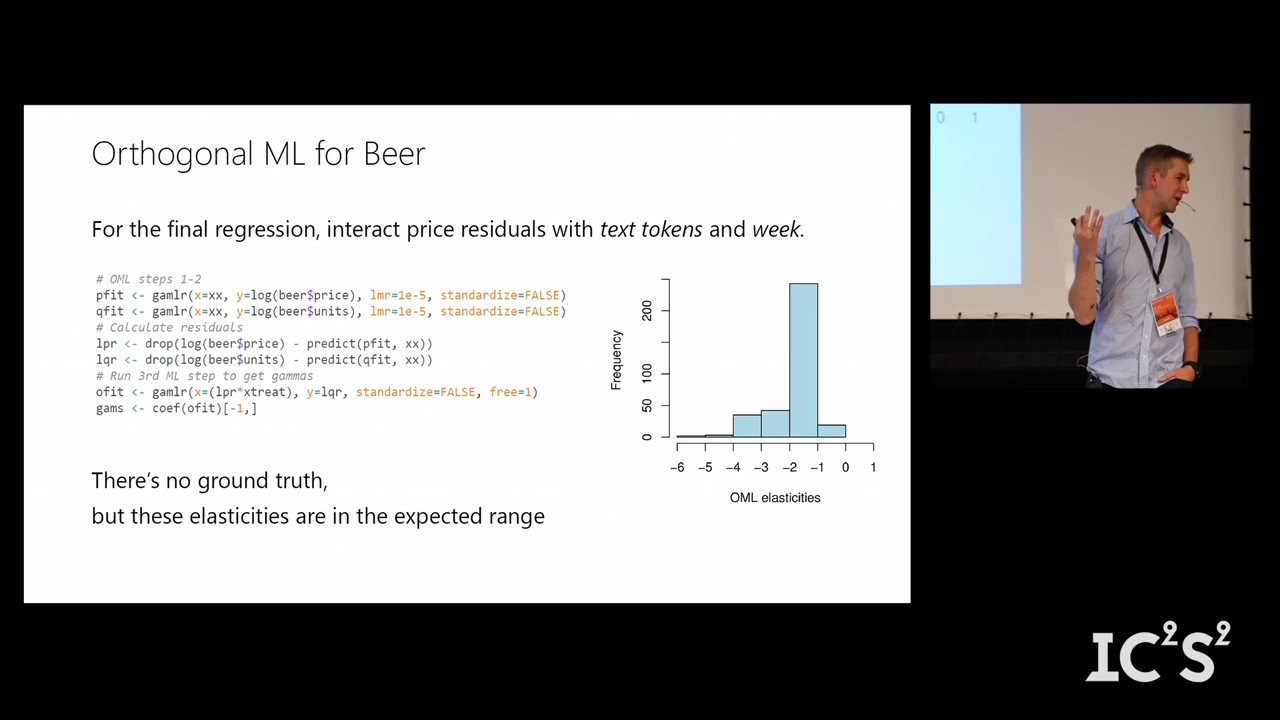 Orthogonal ML for Beer
For the final regression, interact price residuals with text tokens and week.
# OML steps 1-2
pfit <- gamlr(x=xx, y=log(beer$price), lmr=1e-5, standardize=FALSE)
qfit <- gamlr(x=xx, y=log(beer$units), lmr=1e-5, standardize=FALSE)
# Calculate residuals
lpr <- drop(log(beer$price) - predict(pfit, xx))
lqr <- drop(log(beer$units) - predict(qfit, xx))
# Run 3rd ML step to get gammas
ofit <- gamlr(x=(lpr*xtreat), y=lqr, standardize=FALSE, free=1)
gams <- coef(ofit)[-1,]
There's no ground truth,
but these elasticities are in the expected range
Frequency
200
100
50
0
−6 −5 −4 −3 −2 −1 0 1
OML elasticities
0 1
IC²S²